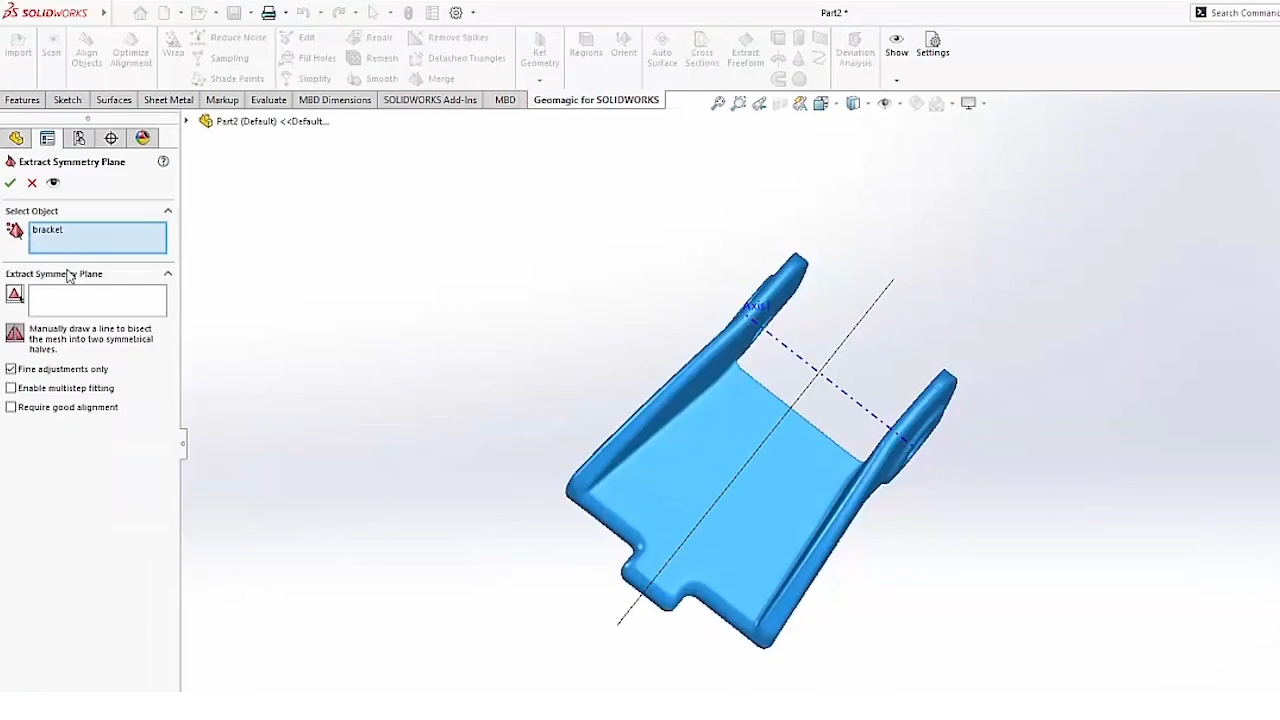 SOLIDWORKS
Part2 *
Search Comman
Import
Scan
Align Objects
Optimize Alignment
Wrap
Reduce Noise
Sampling
Shade Points
Edit
Fill Holes
Simplify
Repair
Remesh
Smooth
Remove Spikes
Detached Triangles
Merge
Ref Geometry
Regions
Orient
Auto Surface
Cross Sections
Extract Freeform
Deviation Analysis
Show
Settings
Features
Sketch
Surfaces
Sheet Metal
Markup
Evaluate
MBD Dimensions
SOLIDWORKS Add-Ins
MBD
Geomagic for SOLIDWORKS
Part2 (Default) <<Default...
Extract Symmetry Plane
Select Object
bracket
Extract Symmetry Plane
Manually draw a line to bisect
the mesh into two symmetrical
halves.
Fine adjustments only
Enable multistep fitting
Require good alignment
Axis1